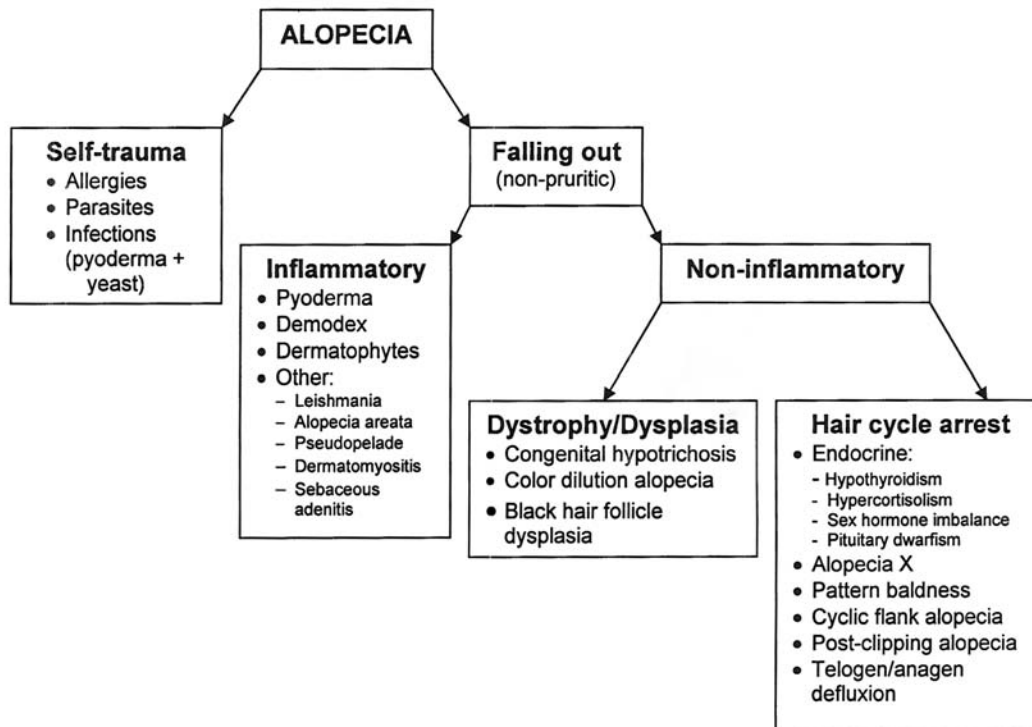 ALOPECIA
Self-trauma
• Allergies
• Parasites
• Infections
(pyoderma +
yeast)
Falling out
(non-pruritic)
Inflammatory
• Pyoderma
• Demodex
• Dermatophytes
• Other:
– Leishmania
– Alopecia areata
– Pseudopelade
– Dermatomyositis
– Sebaceous
adenitis
Non-inflammatory
Dystrophy/Dysplasia
• Congenital hypotrichosis
• Color dilution alopecia
• Black hair follicle
dysplasia
Hair cycle arrest
• Endocrine:
- Hypothyroidism
- Hypercortisolism
- Sex hormone imbalance
- Pituitary dwarfism
• Alopecia X
• Pattern baldness
• Cyclic flank alopecia
• Post-clipping alopecia
• Telogen/anagen
defluxion